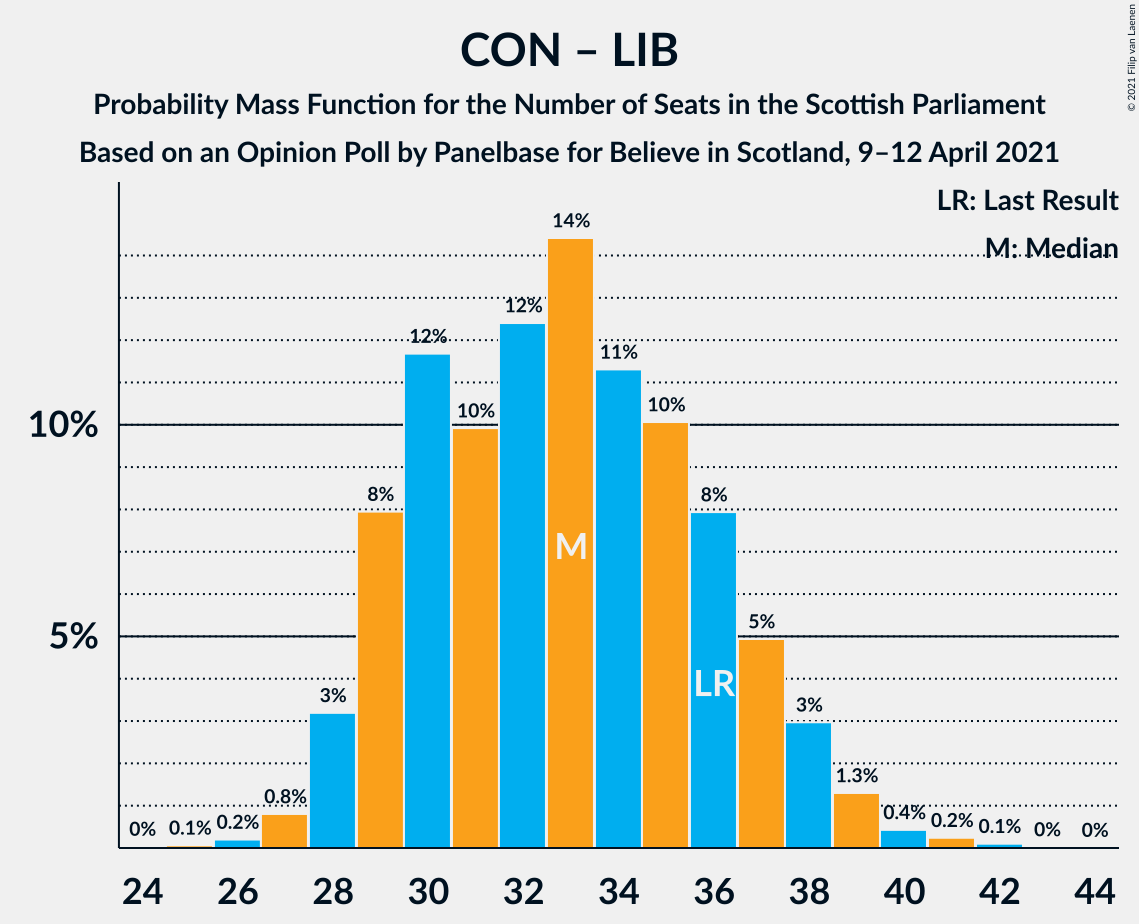 CON – LIB
Probability Mass Function for the Number of Seats in the Scottish Parliament
Based on an Opinion Poll by Panelbase for Believe in Scotland, 9–12 April 2021
© 2021 Filip van Laenen
LR: Last Result
M: Median
10%
5%
0%
0.1%
0.2%
0.8%
3%
8%
12%
10%
12%
14%
11%
10%
8%
5%
3%
1.3%
0.4%
0.2%
0.1%
0%
0%
M
LR
24 26 28 30 32 34 36 38 40 42 44